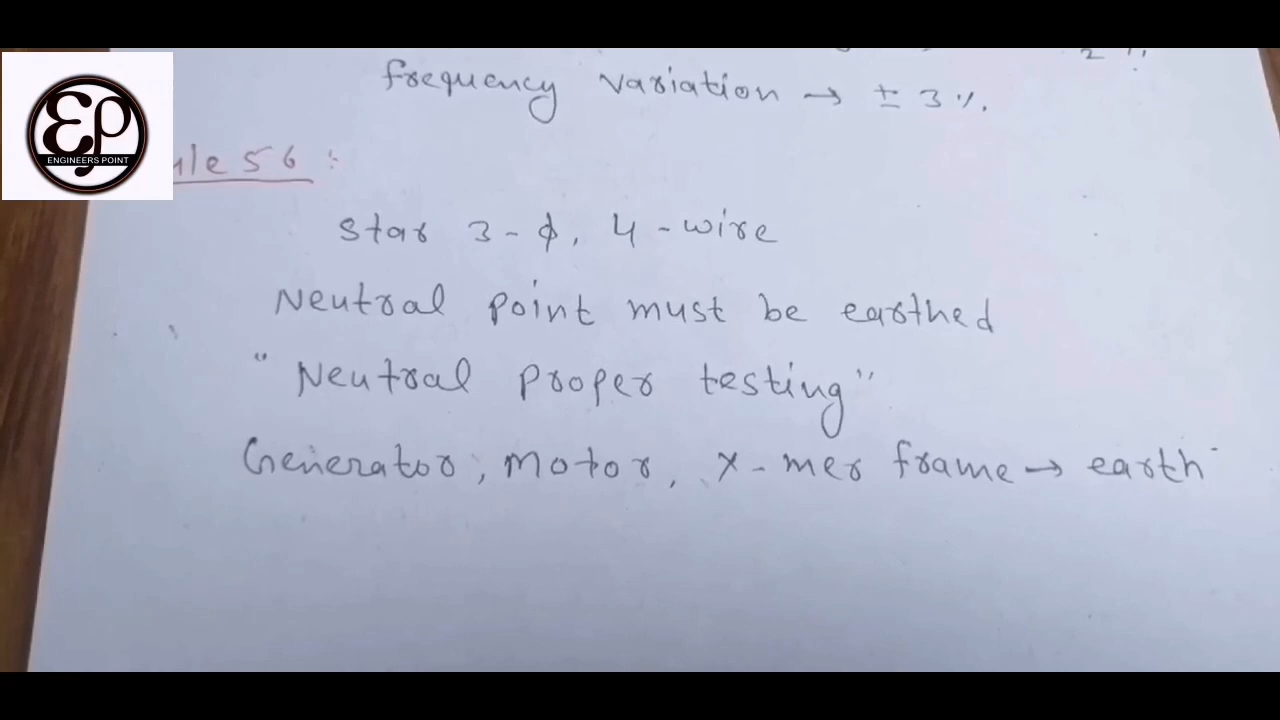 frequency variation → ± 3 %.
EP
ENGINEERS POINT
ule 56 :
Star 3-φ, 4-wire
Neutral point must be earthed
"Neutral proper testing"
Generator, Motor, X-mer frame → earth